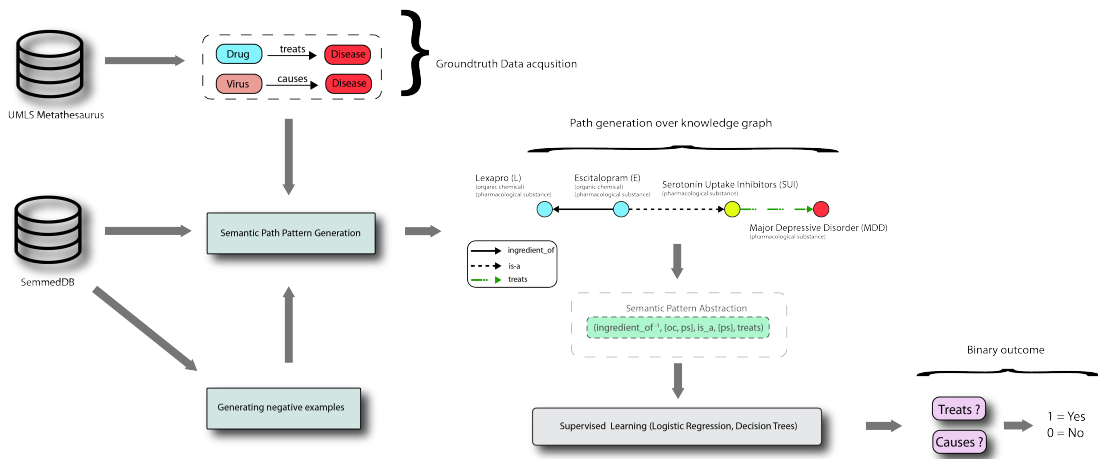 Drug
treats
Disease
Virus
causes
Disease
Groundtruth Data acqusition
UMLS Metathesaurus
Path generation over knowledge graph
Lexapro (L)
(organic chemical)
(pharmacological substance)
Escitalopram (E)
(organic chemical)
(pharmacological substance)
Serotonin Uptake Inhibitors (SUI)
(pharmacological substance)
Major Depressive Disorder (MDD)
(pharmacological substance)
Semantic Path Pattern Generation
SemmedDB
ingredient_of
is-a
treats
Semantic Pattern Abstraction
(ingredient_of⁻¹, {oc, ps}, is_a, {ps}, treats)
Generating negative examples
Supervised Learning (Logistic Regression, Decision Trees)
Binary outcome
Treats ?
Causes ?
1 = Yes
0 = No